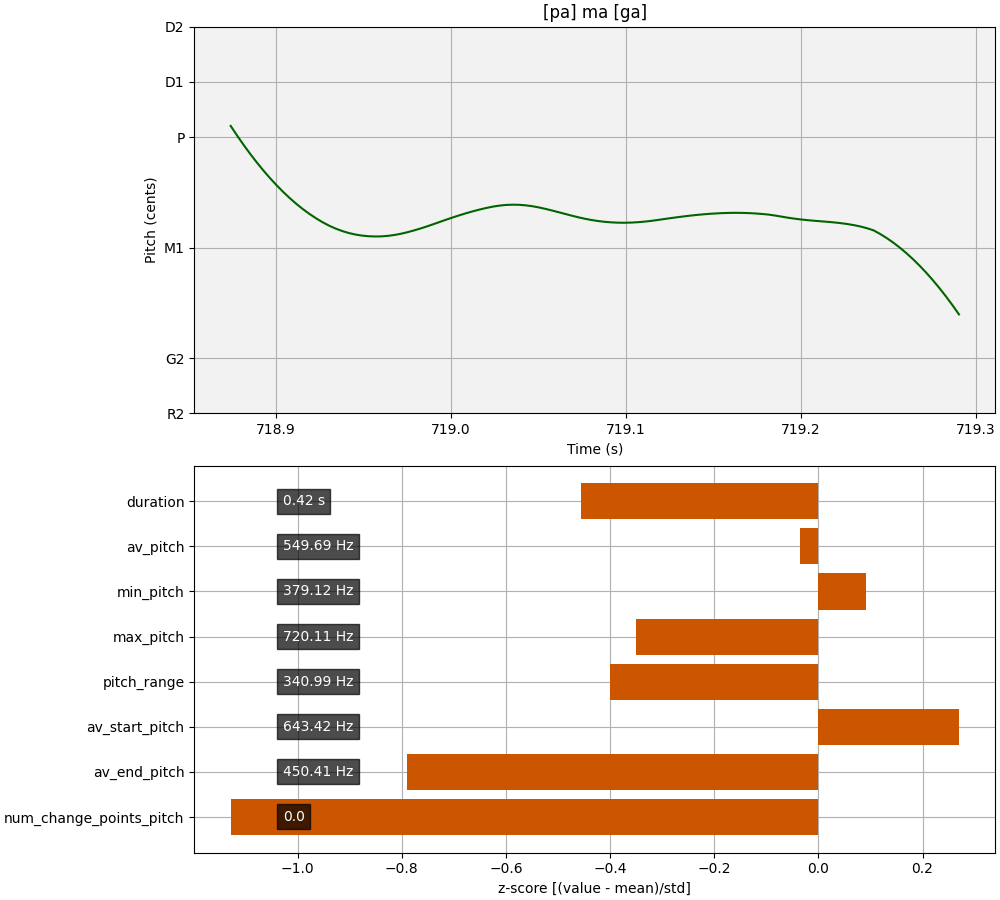 [pa] ma [ga]
D2
D1
P
M1
G2
R2
Pitch (cents)
718.9 719.0 719.1 719.2 719.3
Time (s)
duration 0.42 s
av_pitch 549.69 Hz
min_pitch 379.12 Hz
max_pitch 720.11 Hz
pitch_range 340.99 Hz
av_start_pitch 643.42 Hz
av_end_pitch 450.41 Hz
num_change_points_pitch 0.0
−1.0 −0.8 −0.6 −0.4 −0.2 0.0 0.2
z-score [(value - mean)/std]